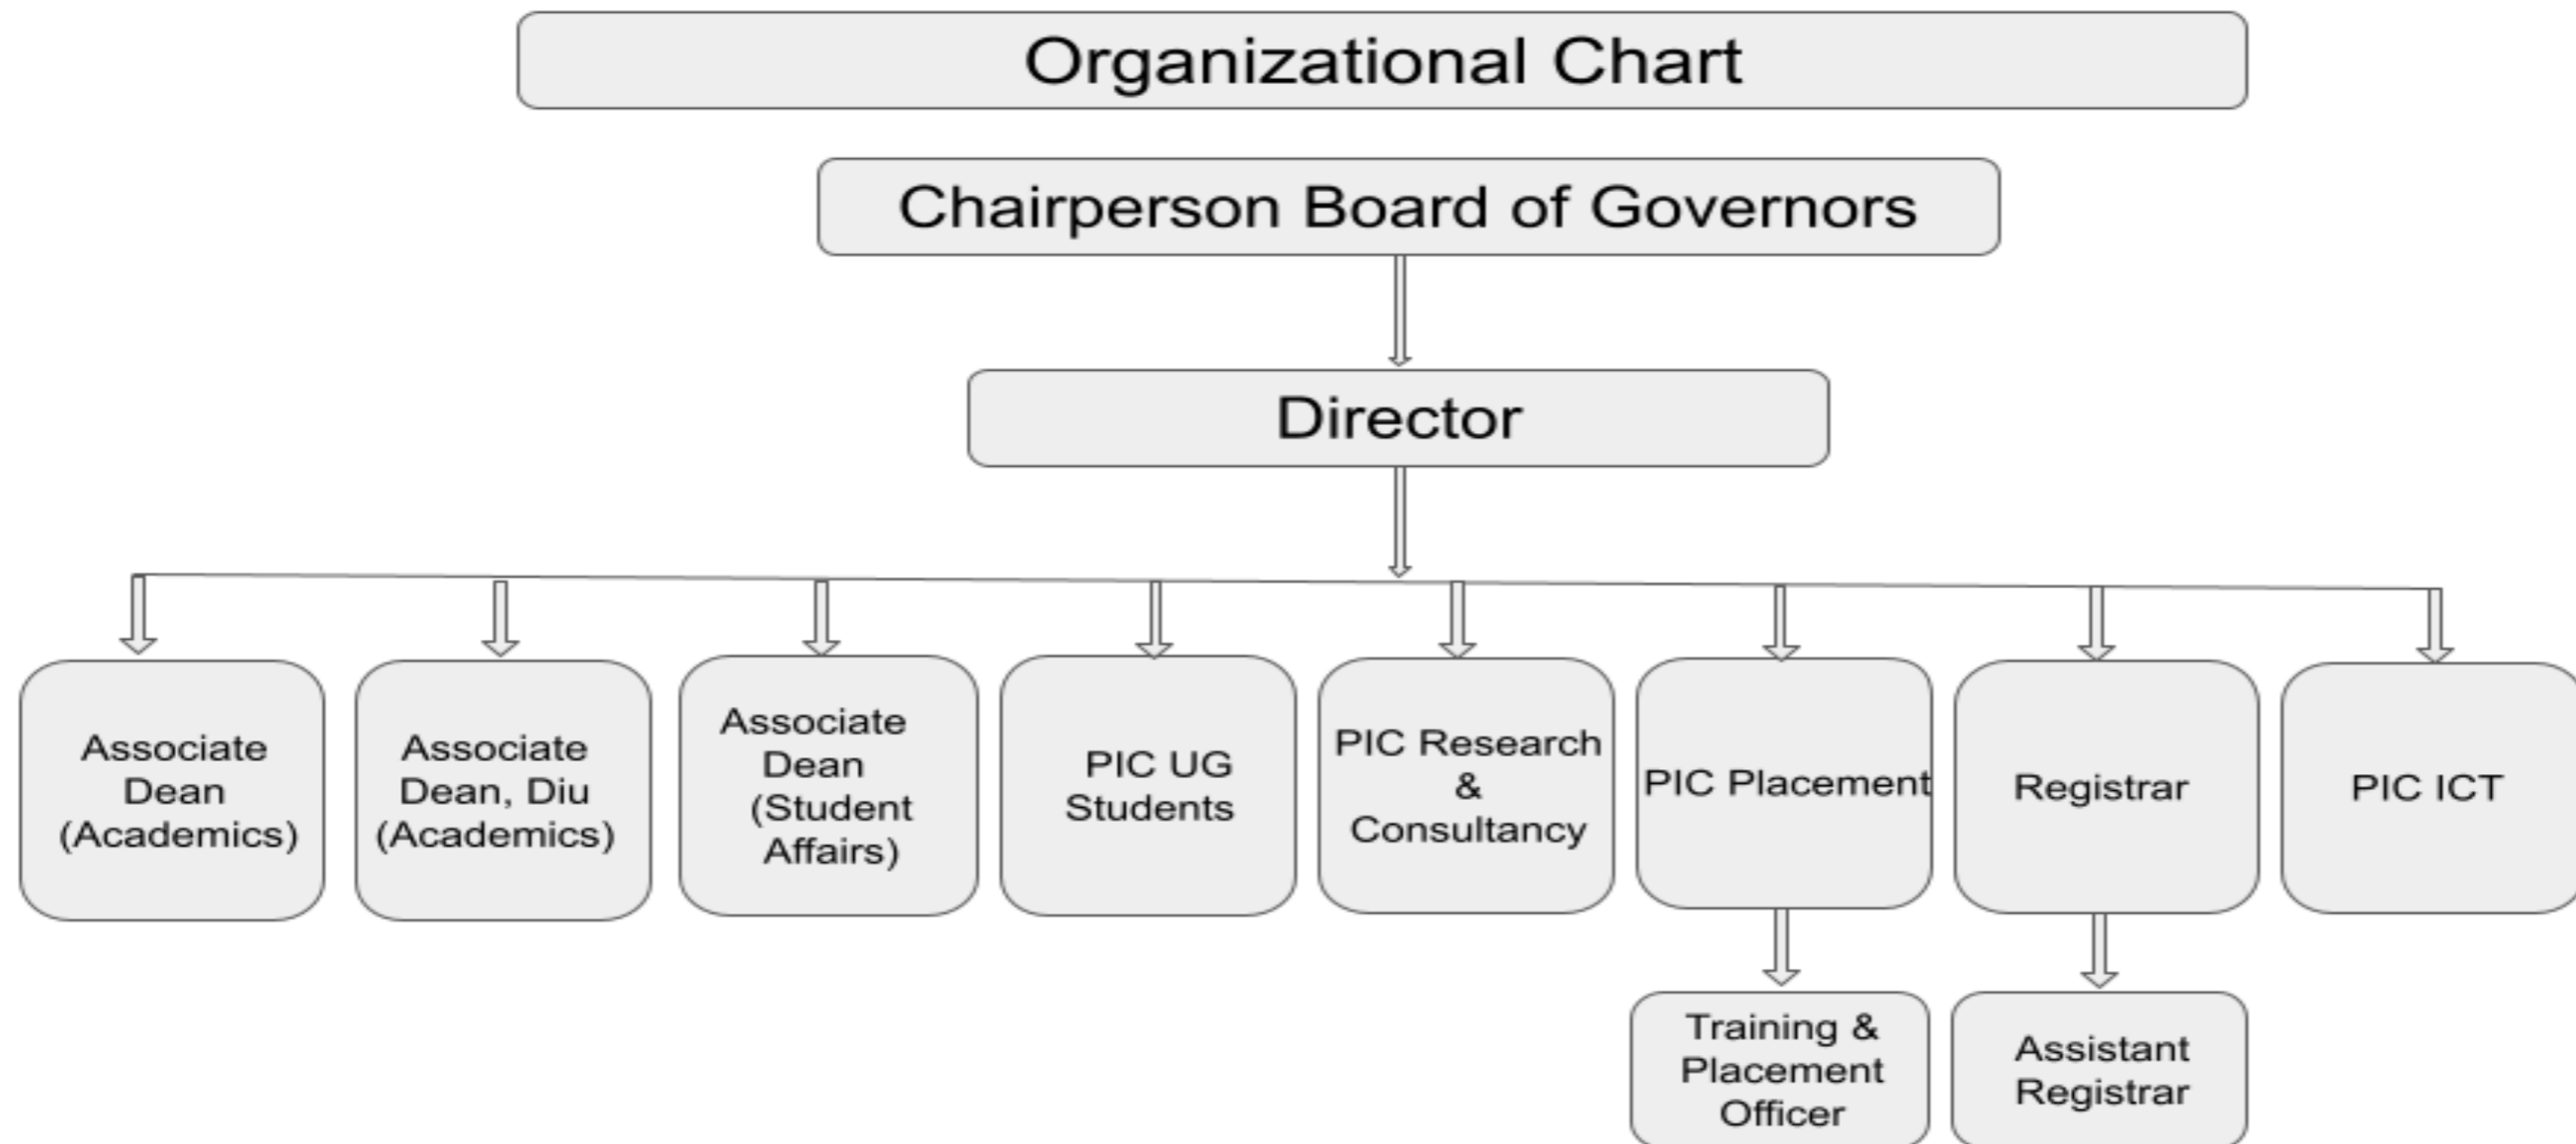 Organizational Chart
Chairperson Board of Governors
Director
Associate
Dean
(Academics)
Associate
Dean, Diu
(Academics)
Associate
Dean
(Student
Affairs)
PIC UG
Students
PIC Research
&
Consultancy
PIC Placement
Registrar
PIC ICT
Training &
Placement
Officer
Assistant
Registrar